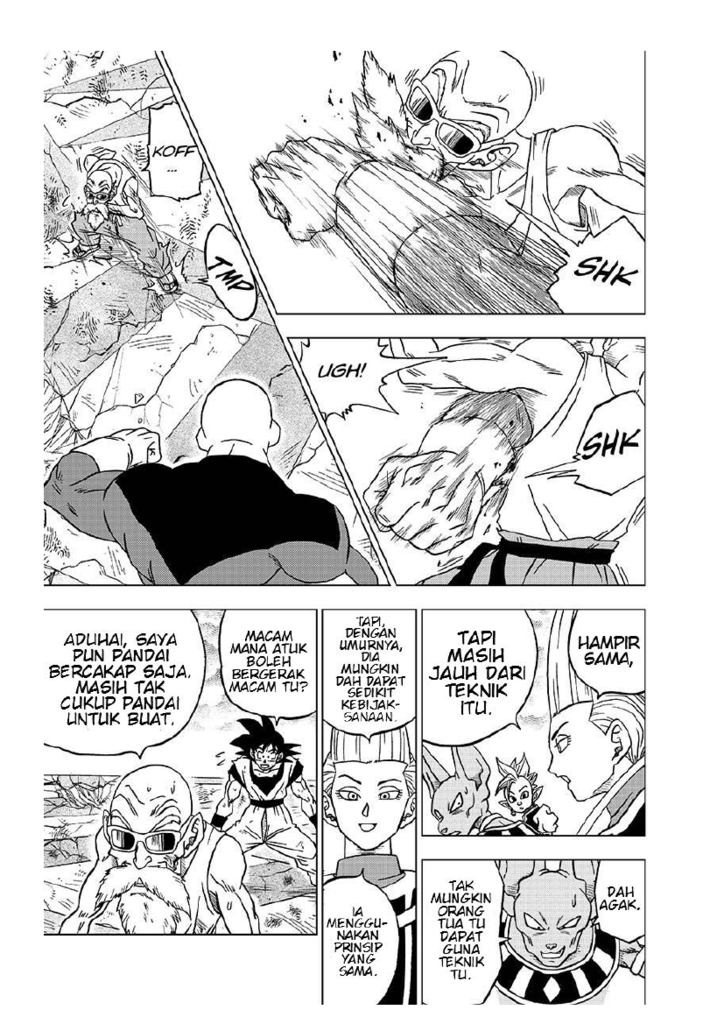 SHK
KOFF
...
TMP
UGH!
SHK
HAMPIR
SAMA,
TAPI
MASIH
JAUH DARI
TEKNIK
ITU.
DAH
AGAK.
TAK
MUNGKIN
ORANG
TUA TU
DAPAT
GUNA
TEKNIK
TU.
TAPI,
DENGAN
UMURNYA,
DIA
MUNGKIN
DAH DAPAT
SEDIKIT
KEBIJAK-
SANAAN.
IA
MENGGU-
NAKAN
PRINSIP
YANG
SAMA.
MACAM
MANA ATUK
BOLEH
BERGERAK
MACAM TU?
ADUHAI, SAYA
PUN PANDAI
BERCAKAP SAJA.
MASIH TAK
CUKUP PANDAI
UNTUK BUAT.